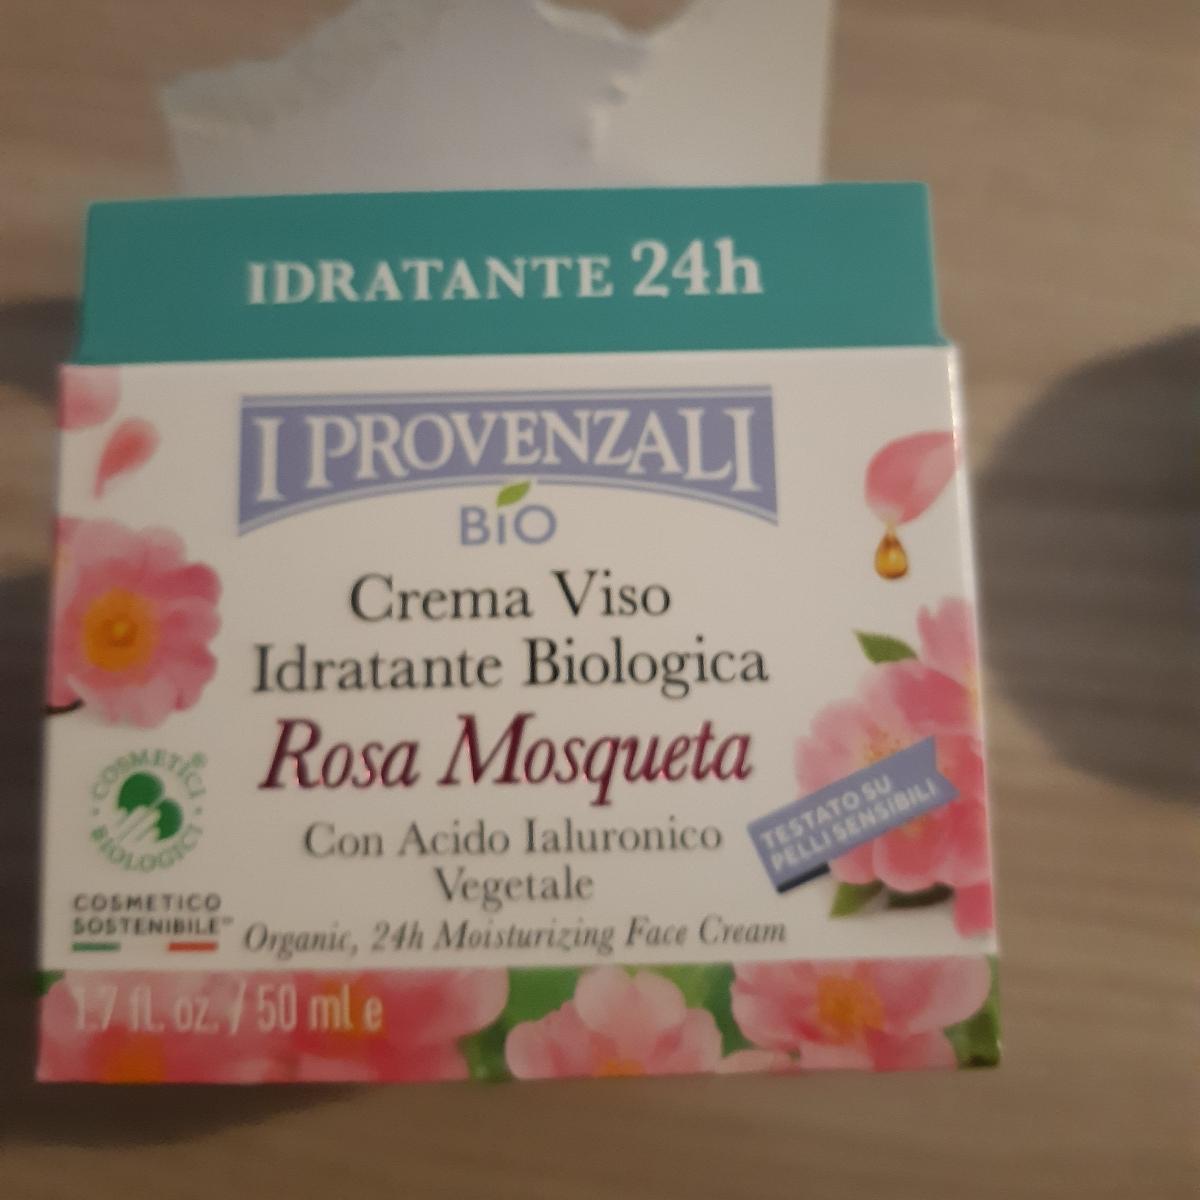 IDRATANTE 24h
I PROVENZALI
BiO
Crema Viso
Idratante Biologica
Rosa Mosqueta
Con Acido Ialuronico
Vegetale
Organic, 24h Moisturizing Face Cream
COSMETICI®
BIOLOGICI
COSMETICO
SOSTENIBILE™
TESTATO SU
PELLI SENSIBILI
1.7 fl. oz. / 50 ml e